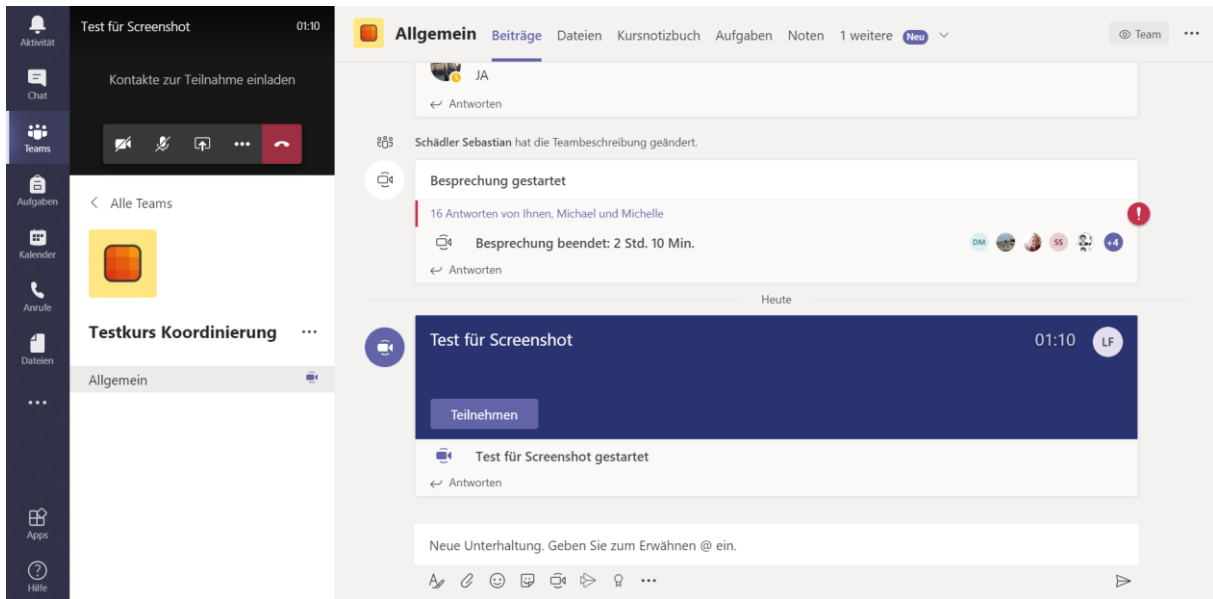 Aktivität
Chat
Teams
Aufgaben
Kalender
Anrufe
Dateien
Apps
Hilfe
Test für Screenshot 01:10
Kontakte zur Teilnahme einladen
Alle Teams
Testkurs Koordinierung
Allgemein
Allgemein Beiträge Dateien Kursnotizbuch Aufgaben Noten 1 weitere Neu
Team
JA
Antworten
Schädler Sebastian hat die Teambeschreibung geändert.
Besprechung gestartet
16 Antworten von Ihnen, Michael und Michelle
Besprechung beendet: 2 Std. 10 Min. DM SS +4
Antworten
Heute
Test für Screenshot 01:10 LF
Teilnehmen
Test für Screenshot gestartet
Antworten
Neue Unterhaltung. Geben Sie zum Erwähnen @ ein.